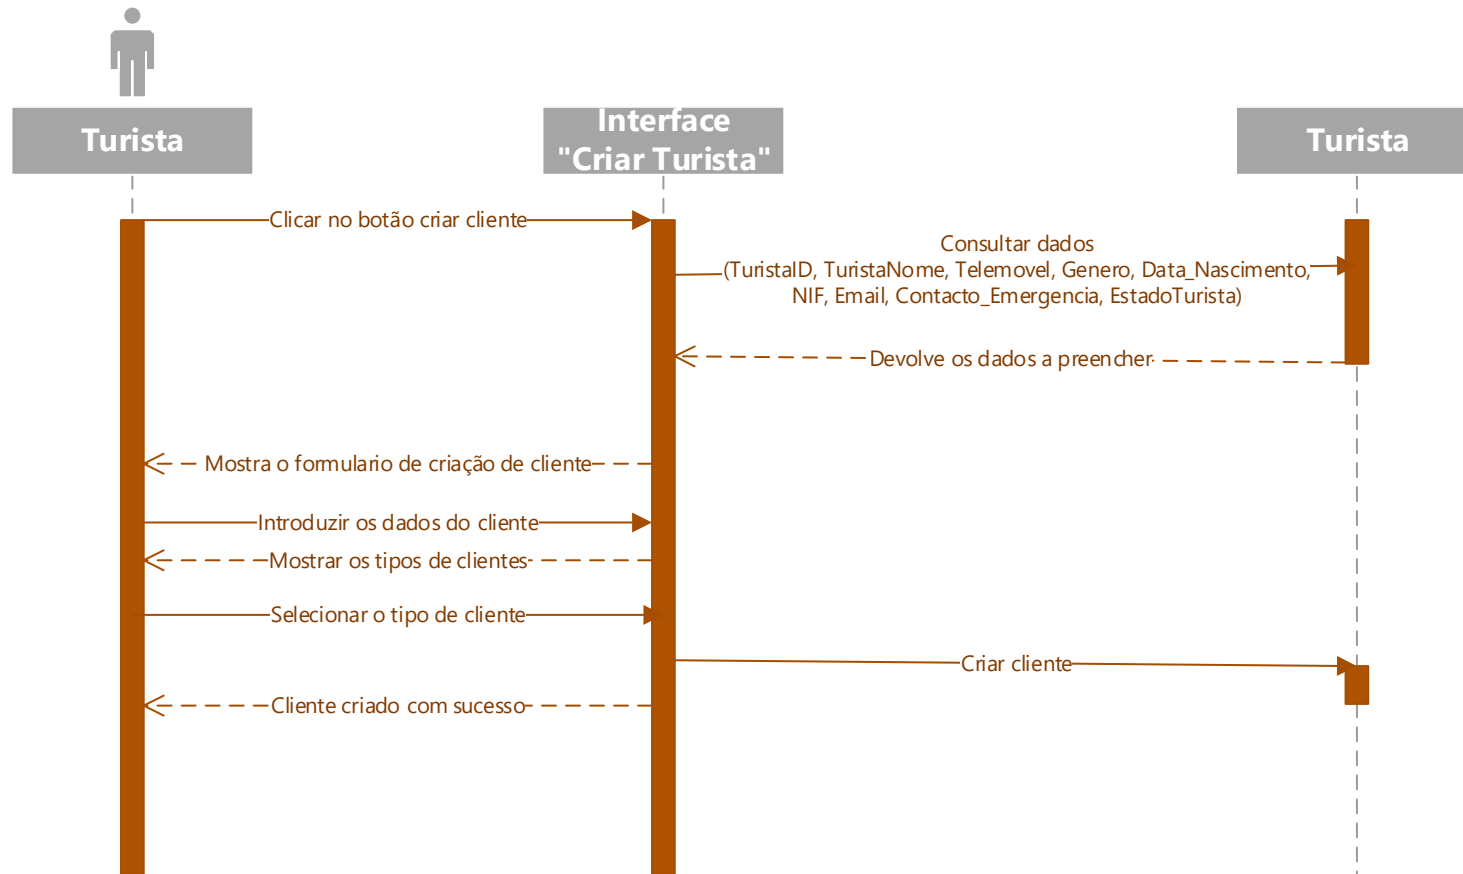 Turista
Interface
"Criar Turista"
Turista
Clicar no botão criar cliente
Consultar dados
(TuristaID, TuristaNome, Telemovel, Genero, Data_Nascimento,
NIF, Email, Contacto_Emergencia, EstadoTurista)
Devolve os dados a preencher
Mostra o formulario de criação de cliente
Introduzir os dados do cliente
Mostrar os tipos de clientes
Selecionar o tipo de cliente
Criar cliente
Cliente criado com sucesso